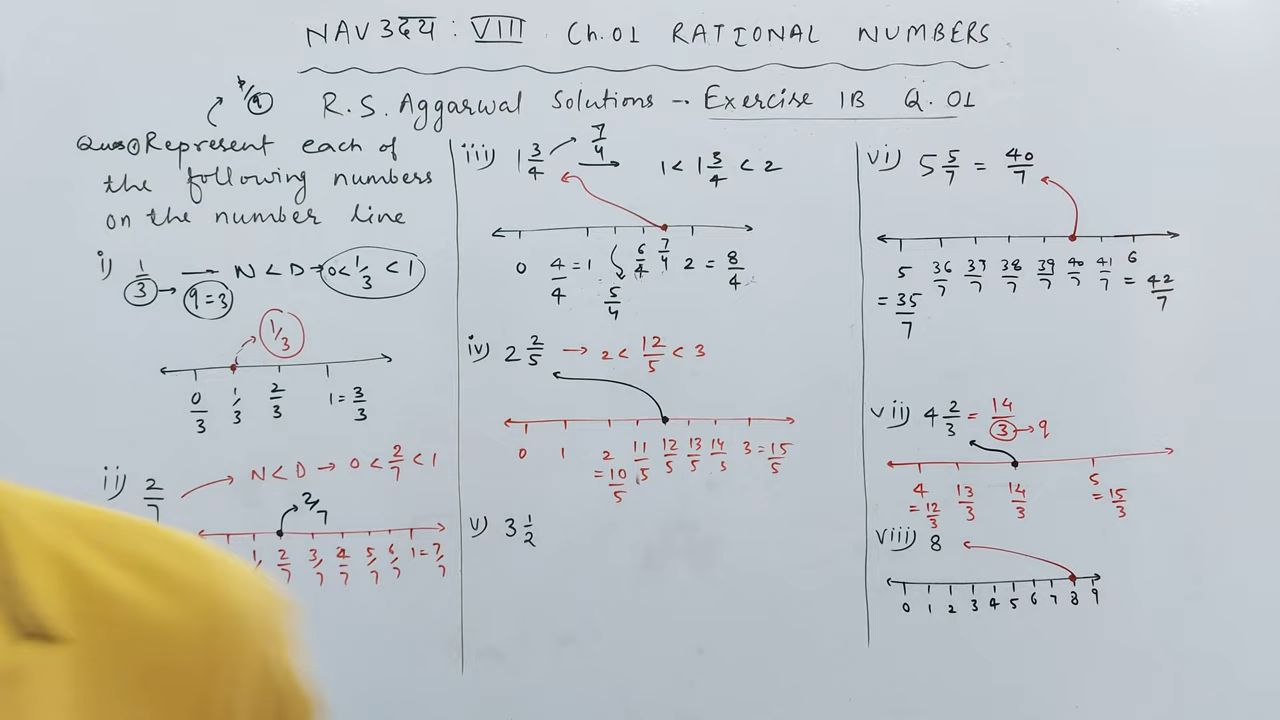 NAVउदय : VIII Ch.01 RATIONAL NUMBERS
R.S. Aggarwal Solutions - Exercise 1B Q.01
p/q
Ques① Represent each of
the following numbers
on the number line
i) 1/3 → q=3 — N < D → 0 < 1/3 < 1
1/3
0/3 1/3 2/3 1 = 3/3
ii) 2/7 → N < D → 0 < 2/7 < 1
2/7
1/ 2/7 3/7 4/7 5/7 6/7 1 = 7/7
iii) 1 3/4 → 7/4 → 1 < 1 3/4 < 2
0 4/4 = 1 5/4 6/4 7/4 2 = 8/4
iv) 2 2/5 → 2 < 12/5 < 3
0 1 2 = 10/5 11/5 12/5 13/5 14/5 3 = 15/5
v) 3 1/2
vi) 5 5/7 = 40/7
5 = 35/7 36/7 37/7 38/7 39/7 40/7 41/7 6 = 42/7
vii) 4 2/3 = 14/3 → q
4 = 12/3 13/3 14/3 5 = 15/3
viii) 8
0 1 2 3 4 5 6 7 8 9